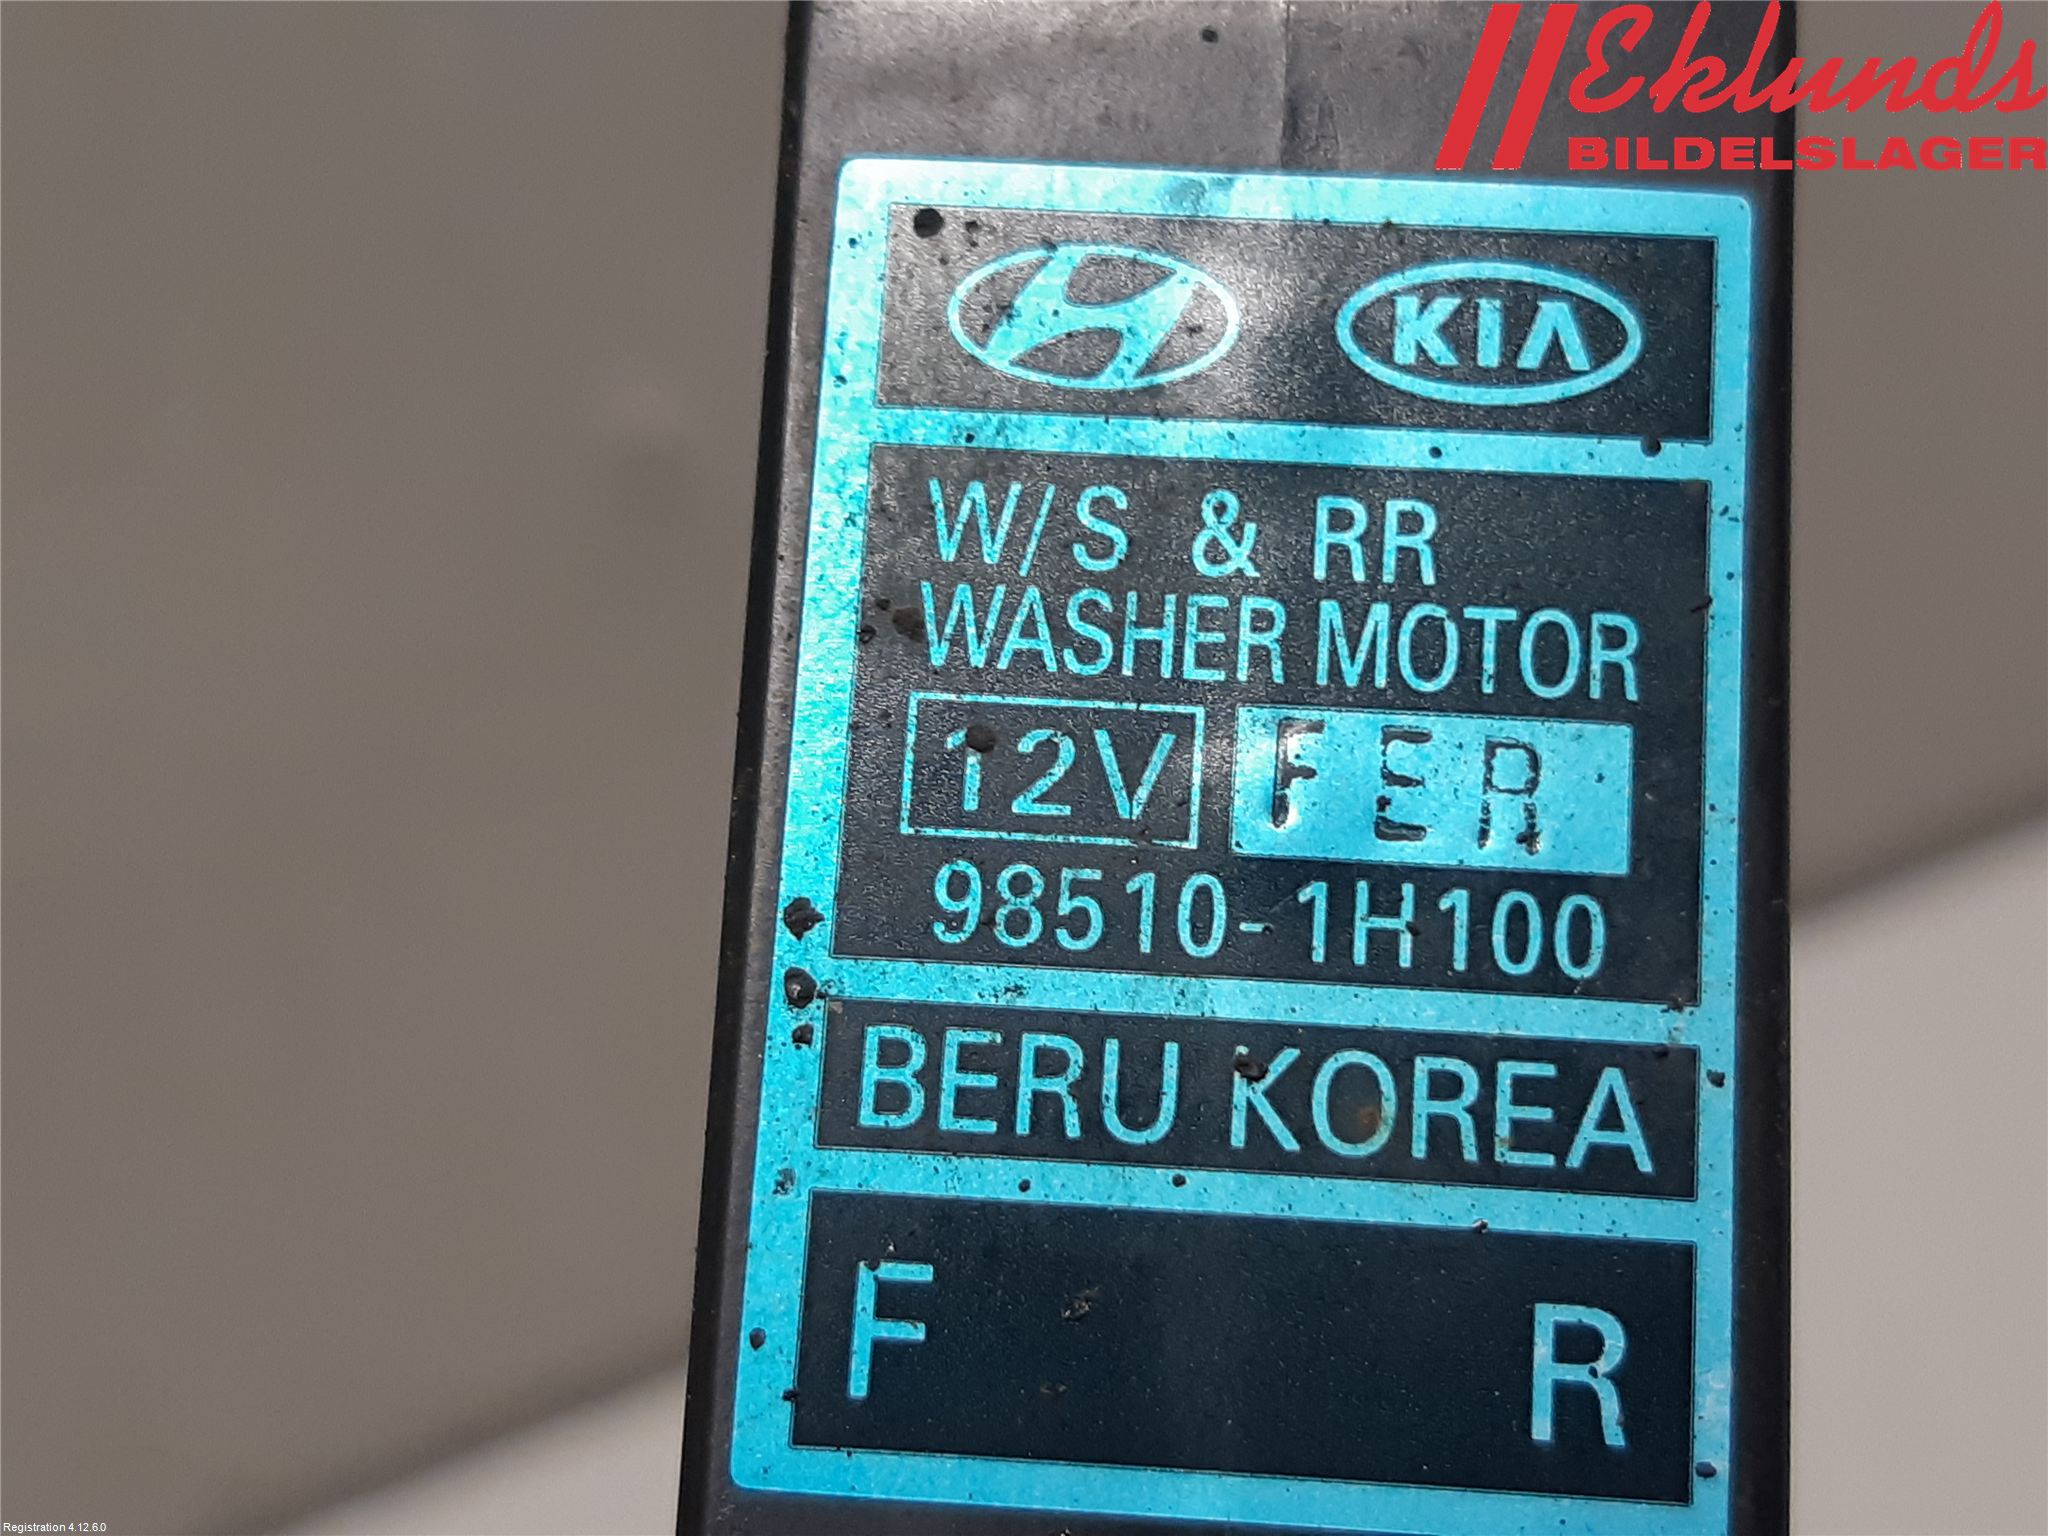 Eklunds
BILDELSLAGER
KIA
W/S & RR
WASHER MOTOR
12V FER
98510-1H100
BERU KOREA
F R
Registration 4.12.6.0